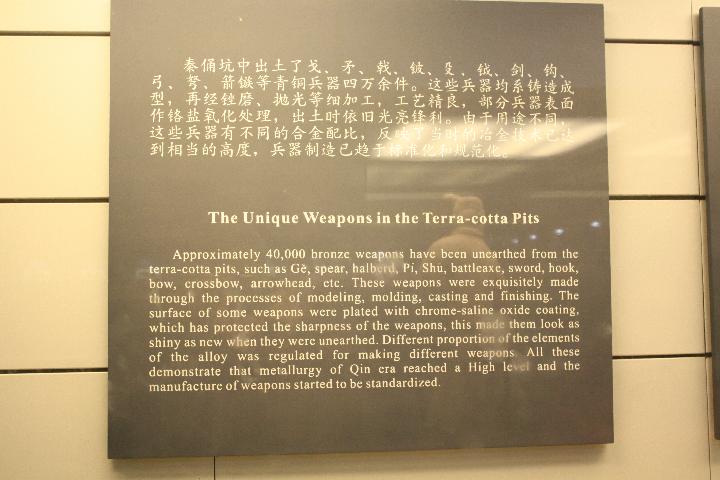 秦俑坑中出土了戈、矛、戟、铍、殳、钺、剑、钩、
弓、弩、箭镞等青铜兵器四万余件。这些兵器均系铸造成
型，再经锉磨、抛光等细加工，工艺精良，部分兵器表面
作铬盐氧化处理，出土时依旧光亮锋利。由于用途不同，
这些兵器有不同的合金配比，反映了当时的冶金技术已达
到相当的高度，兵器制造已趋于标准化和规范化。
The Unique Weapons in the Terra-cotta Pits
Approximately 40,000 bronze weapons have been unearthed from the
terra-cotta pits, such as Gē, spear, halberd, Pí, Shū, battleaxe, sword, hook,
bow, crossbow, arrowhead, etc. These weapons were exquisitely made
through the processes of modeling, molding, casting and finishing. The
surface of some weapons were plated with chrome-saline oxide coating,
which has protected the sharpness of the weapons, this made them look as
shiny as new when they were unearthed. Different proportion of the elements
of the alloy was regulated for making different weapons. All these
demonstrate that metallurgy of Qin era reached a High level and the
manufacture of weapons started to be standardized.